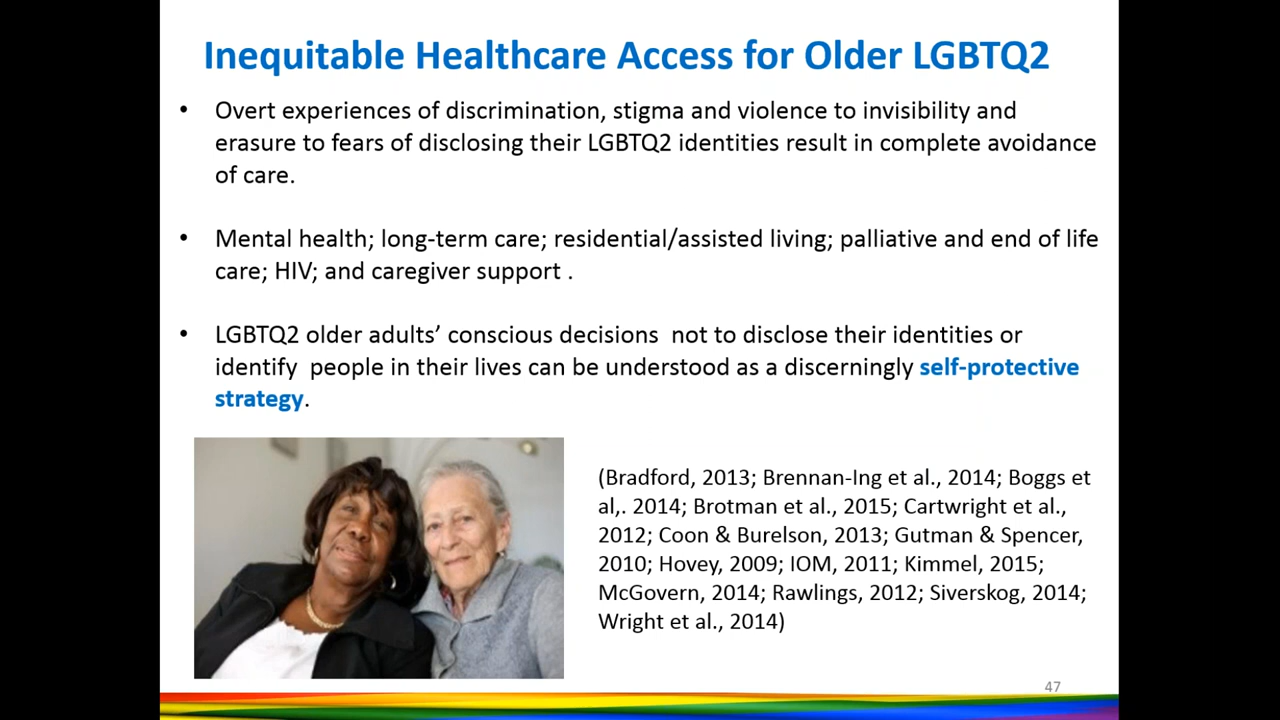 Inequitable Healthcare Access for Older LGBTQ2
• Overt experiences of discrimination, stigma and violence to invisibility and
erasure to fears of disclosing their LGBTQ2 identities result in complete avoidance
of care.
• Mental health; long-term care; residential/assisted living; palliative and end of life
care; HIV; and caregiver support .
• LGBTQ2 older adults’ conscious decisions  not to disclose their identities or
identify  people in their lives can be understood as a discerningly self-protective
strategy.
(Bradford, 2013; Brennan-Ing et al., 2014; Boggs et
al,. 2014; Brotman et al., 2015; Cartwright et al.,
2012; Coon & Burelson, 2013; Gutman & Spencer,
2010; Hovey, 2009; IOM, 2011; Kimmel, 2015;
McGovern, 2014; Rawlings, 2012; Siverskog, 2014;
Wright et al., 2014)
47